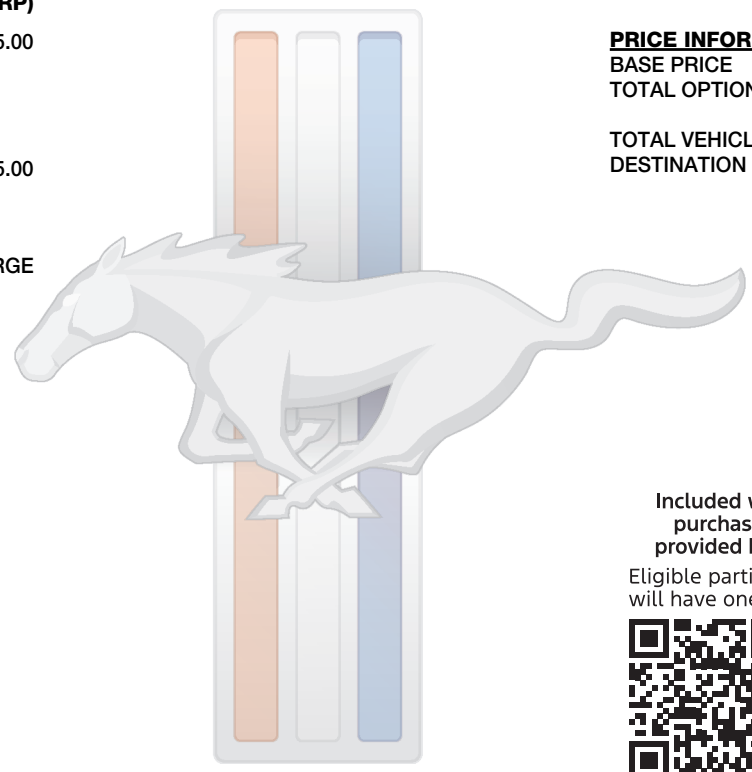 RP)
5.00
5.00
RGE
PRICE INFOR
BASE PRICE
TOTAL OPTION
TOTAL VEHICL
DESTINATION
Included w
purchas
provided b
Eligible parti
will have one